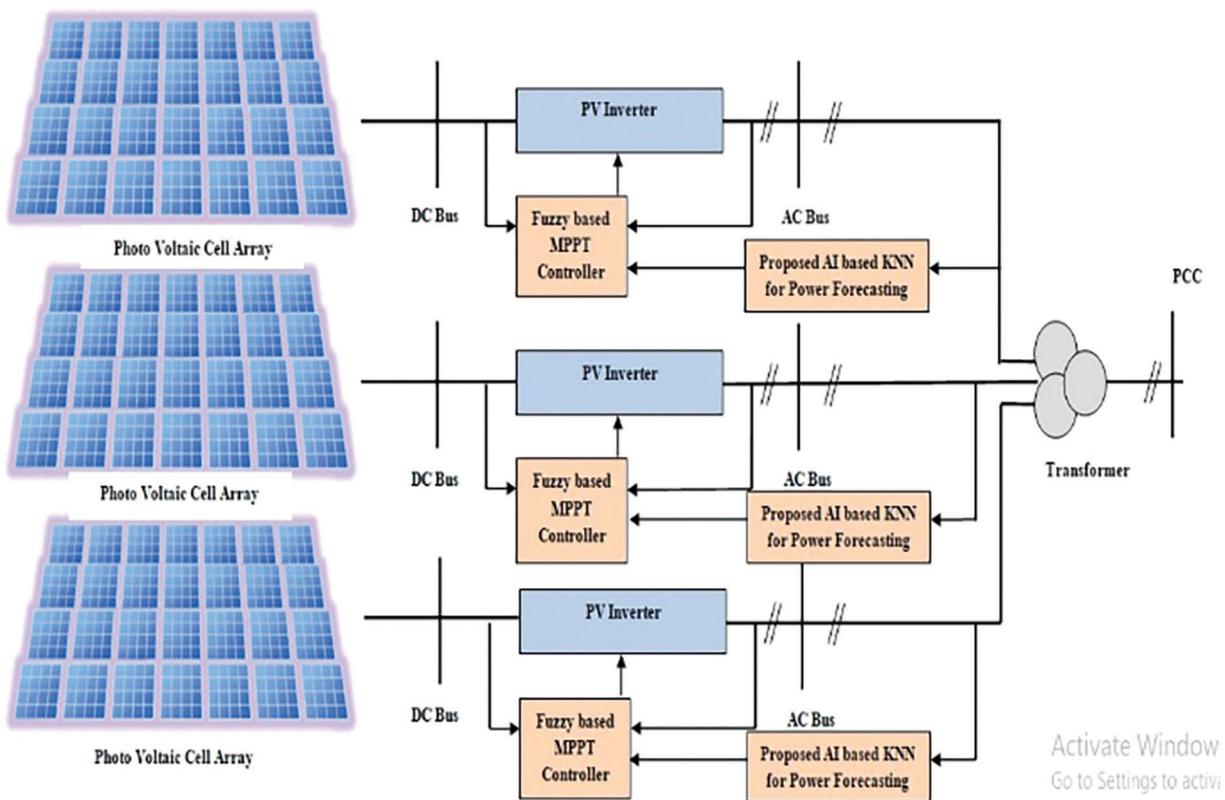 Photo Voltaic Cell Array
DC Bus
PV Inverter
Fuzzy based
MPPT
Controller
AC Bus
Proposed AI based KNN
for Power Forecasting
Photo Voltaic Cell Array
DC Bus
PV Inverter
Fuzzy based
MPPT
Controller
AC Bus
Proposed AI based KNN
for Power Forecasting
Photo Voltaic Cell Array
DC Bus
PV Inverter
Fuzzy based
MPPT
Controller
AC Bus
Proposed AI based KNN
for Power Forecasting
PCC
Transformer
Activate Window
Go to Settings to activa